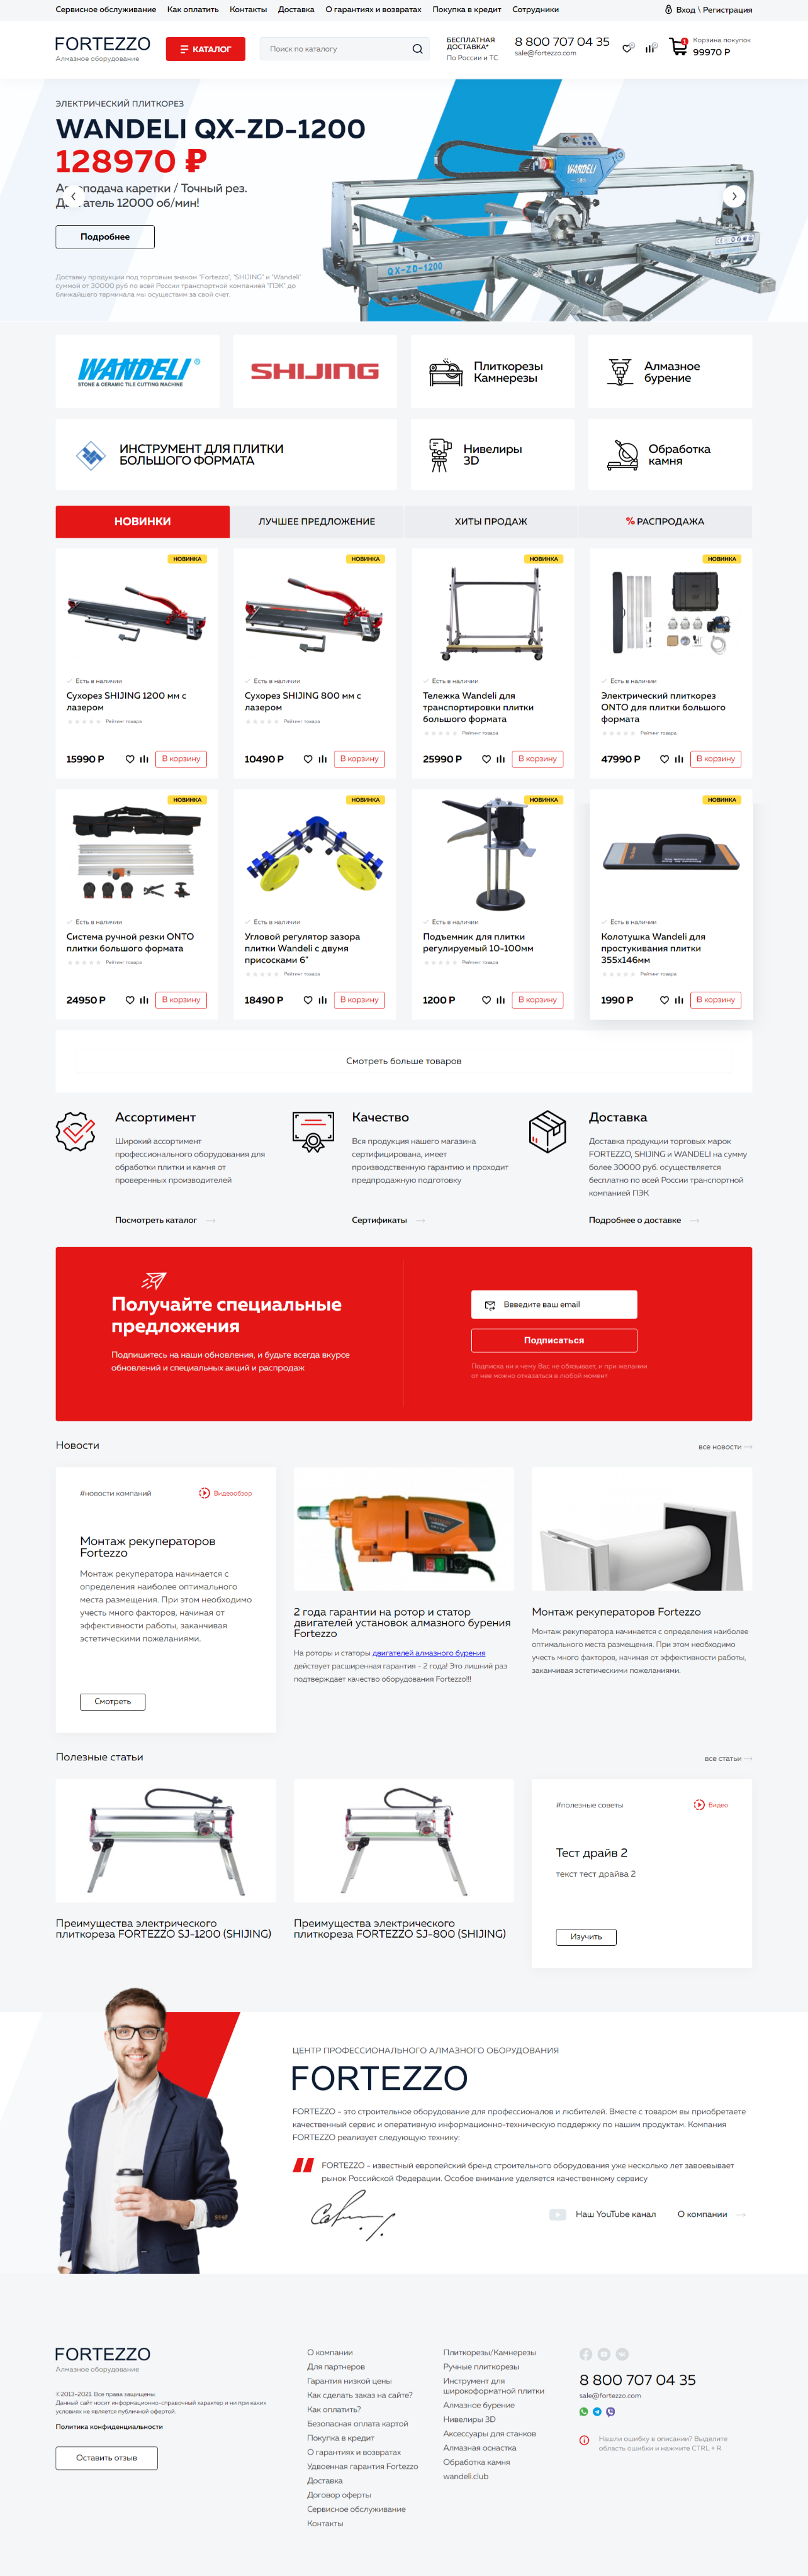 Сервисное обслуживание Как оплатить Контакты Доставка О гарантиях и возвратах Покупка в кредит Сотрудники Вход \ Регистрация
FORTEZZO
Алмазное оборудование
КАТАЛОГ
Поиск по каталогу
БЕСПЛАТНАЯ
ДОСТАВКА*
По России и ТС
8 800 707 04 35
sale@fortezzo.com
Корзина покупок
99970 Р
ЭЛЕКТРИЧЕСКИЙ ПЛИТКОРЕЗ
WANDELI QX-ZD-1200
128970 ₽
подача каретки / Точный рез.
12000 об/мин!
Подробнее
Доставку продукции под торговым знаком "Fortezzo", "SHIJING" и "Wandeli"
суммой от 30000 руб по всей России транспортной компанией "ПЭК" до
ближайшего терминала мы осуществим за свой счет.
WANDELI
QX-ZD-1200
WANDELI®
STONE & CERAMIC TILE CUTTING MACHINE
SHIJING
Плиткорезы
Камнерезы
Алмазное
бурение
ИНСТРУМЕНТ ДЛЯ ПЛИТКИ
БОЛЬШОГО ФОРМАТА
Нивелиры
3D
Обработка
камня
НОВИНКИ ЛУЧШЕЕ ПРЕДЛОЖЕНИЕ ХИТЫ ПРОДАЖ % РАСПРОДАЖА
НОВИНКА
Есть в наличии
Сухорез SHIJING 1200 мм с
лазером
Рейтинг товара
15990 Р
В корзину
НОВИНКА
Есть в наличии
Сухорез SHIJING 800 мм с
лазером
Рейтинг товара
10490 Р
В корзину
НОВИНКА
Есть в наличии
Тележка Wandeli для
транспортировки плитки
большого формата
Рейтинг товара
25990 Р
В корзину
НОВИНКА
Есть в наличии
Электрический плиткорез
ONTO для плитки большого
формата
Рейтинг товара
47990 Р
В корзину
НОВИНКА
Есть в наличии
Система ручной резки ONTO
плитки большого формата
Рейтинг товара
24950 Р
В корзину
НОВИНКА
Есть в наличии
Угловой регулятор зазора
плитки Wandeli с двумя
присосками 6"
Рейтинг товара
18490 Р
В корзину
НОВИНКА
Есть в наличии
Подъемник для плитки
регулируемый 10-100мм
Рейтинг товара
1200 Р
В корзину
НОВИНКА
Есть в наличии
Колотушка Wandeli для
простукивания плитки
355x146мм
Рейтинг товара
1990 Р
В корзину
Смотреть больше товаров
Ассортимент
Широкий ассортимент
профессионального оборудования для
обработки плитки и камня от
проверенных производителей
Посмотреть каталог
Качество
Вся продукция нашего магазина
сертифицирована, имеет
производственную гарантию и проходит
предпродажную подготовку
Сертификаты
Доставка
Доставка продукции торговых марок
FORTEZZO, SHIJING и WANDELI на сумму
более 30000 руб. осуществляется
бесплатно по всей России транспортной
компанией ПЭК
Подробнее о доставке
Получайте специальные
предложения
Подпишитесь на наши обновления, и будьте всегда вкурсе
обновлений и специальных акций и распродаж
Ввведите ваш email
Подписаться
Подписка ни к чему Вас не обязывает, и при желании
от нее можно отказаться в любой момент
Новости
все новости
#новости компаний
Видеообзор
Монтаж рекуператоров
Fortezzo
Монтаж рекуператора начинается с
определения наиболее оптимального
места размещения. При этом необходимо
учесть много факторов, начиная от
эффективности работы, заканчивая
эстетическими пожеланиями.
Смотреть
2 года гарантии на ротор и статор
двигателей установок алмазного бурения
Fortezzo
На роторы и статоры двигателей алмазного бурения
действует расширенная гарантия - 2 года! Это лишний раз
подтверждает качество оборудования Fortezzo!!!
Монтаж рекуператоров Fortezzo
Монтаж рекуператора начинается с определения наиболее
оптимального места размещения. При этом необходимо
учесть много факторов, начиная от эффективности работы,
заканчивая эстетическими пожеланиями.
Полезные статьи
все статьи
Преимущества электрического
плиткореза FORTEZZO SJ-1200 (SHIJING)
Преимущества электрического
плиткореза FORTEZZO SJ-800 (SHIJING)
#полезные советы
Видео
Тест драйв 2
текст тест драйва 2
Изучить
ЦЕНТР ПРОФЕССИОНАЛЬНОГО АЛМАЗНОГО ОБОРУДОВАНИЯ
FORTEZZO
FORTEZZO - это строительное оборудование для профессионалов и любителей. Вместе с товаром вы приобретаете
качественный сервис и оперативную информационно-техническую поддержку по нашим продуктам. Компания
FORTEZZO реализует следующую технику:
FORTEZZO - известный европейский бренд строительного оборудования уже несколько лет завоевывает
рынок Российской Федерации. Особое внимание уделяется качественному сервису
Наш YouTube канал
О компании
FORTEZZO
Алмазное оборудование
©2013-2021. Все права защищены.
Данный сайт носит информационно-справочный характер и ни при каких
условиях не является публичной офертой.
Политика конфиденциальности
Оставить отзыв
О компании
Для партнеров
Гарантия низкой цены
Как сделать заказ на сайте?
Как оплатить?
Безопасная оплата картой
Покупка в кредит
О гарантиях и возвратах
Удвоенная гарантия Fortezzo
Доставка
Договор оферты
Сервисное обслуживание
Контакты
Плиткорезы/Камнерезы
Ручные плиткорезы
Инструмент для
широкоформатной плитки
Алмазное бурение
Нивелиры 3D
Аксессуары для станков
Алмазная оснастка
Обработка камня
wandeli.club
8 800 707 04 35
sale@fortezzo.com
Нашли ошибку в описании? Выделите
область ошибки и нажмите CTRL + R